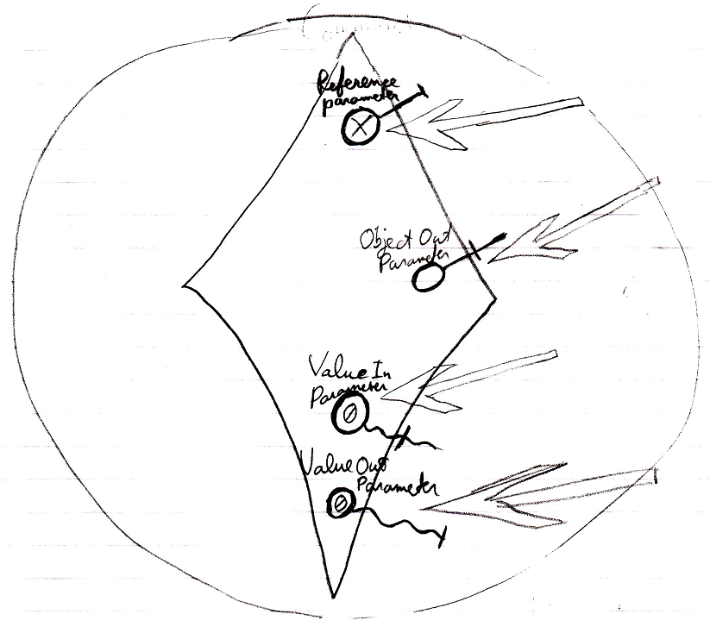 Reference
parameter
Object Out
Parameter
Value In
Parameter
Value Out
Parameter